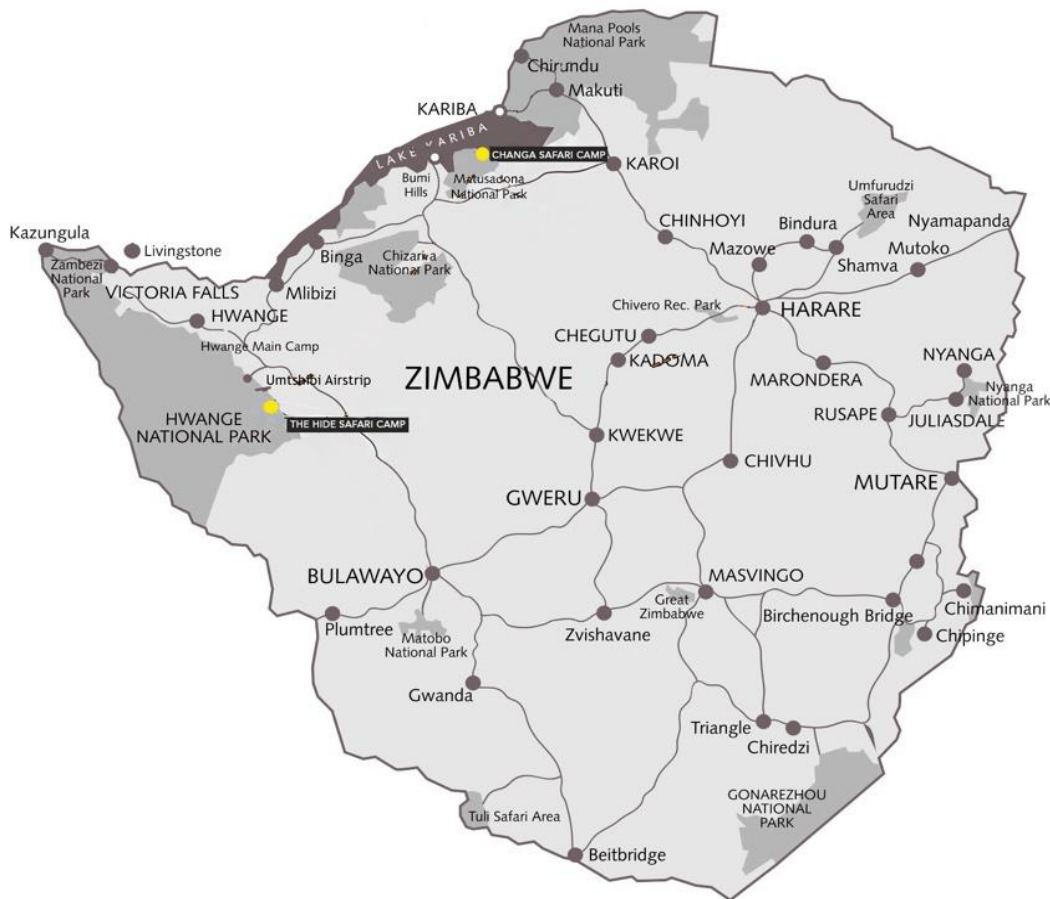 Mana Pools
National Park
Chirundu
Makuti
KARIBA
LAKE KARIBA
CHANGA SAFARI CAMP
KAROI
Bumi
Hills
Matusadona
National Park
Umfurudzi
Safari
Area
CHINHOYI
Bindura
Nyamapanda
Kazungula
Livingstone
Mazowe
Mutoko
Shamva
Binga
Chizarira
National Park
Zambezi
National
Park
VICTORIA FALLS
Mlibizi
Chivero Rec. Park
HARARE
HWANGE
CHEGUTU
Hwange Main Camp
KADOMA
NYANGA
ZIMBABWE
MARONDERA
Umtshibi Airstrip
Nyanga
National Park
RUSAPE
JULIASDALE
HWANGE
NATIONAL PARK
THE HIDE SAFARI CAMP
KWEKWE
CHIVHU
MUTARE
GWERU
BULAWAYO
MASVINGO
Great
Zimbabwe
Birchenough Bridge
Chimanimani
Plumtree
Zvishavane
Chipinge
Matobo
National Park
Gwanda
Triangle
Chiredzi
GONAREZHOU
NATIONAL
PARK
Tuli Safari Area
Beitbridge